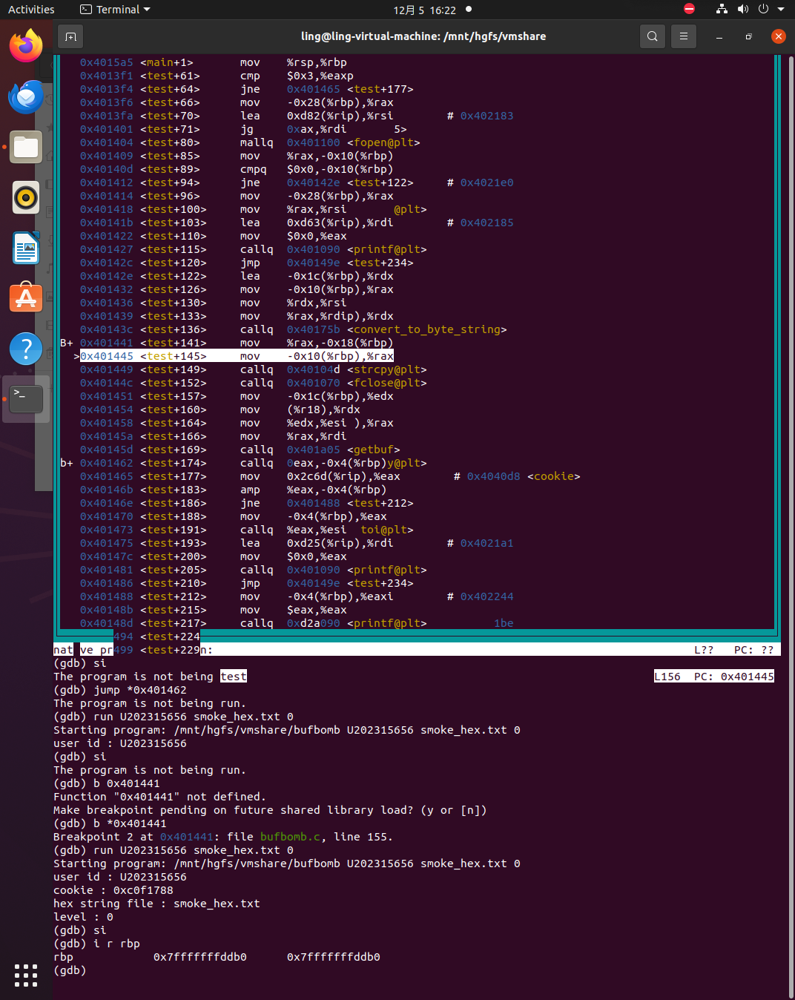 Activities Terminal 12月 5 16:22
ling@ling-virtual-machine: /mnt/hgfs/vmshare
0x4015a5 <main+1> mov %rsp,%rbp
0x4013f1 <test+61> cmp $0x3,%eaxp
0x4013f4 <test+64> jne 0x401465 <test+177>
0x4013f6 <test+66> mov -0x28(%rbp),%rax
0x4013fa <test+70> lea 0xd82(%rip),%rsi # 0x402183
0x401401 <test+71> jg 0xax,%rdi 5>
0x401404 <test+80> mallq 0x401100 <fopen@plt>
0x401409 <test+85> mov %rax,-0x10(%rbp)
0x40140d <test+89> cmpq $0x0,-0x10(%rbp)
0x401412 <test+94> jne 0x40142e <test+122> # 0x4021e0
0x401414 <test+96> mov -0x28(%rbp),%rax
0x401418 <test+100> mov %rax,%rsi @plt>
0x40141b <test+103> lea 0xd63(%rip),%rdi # 0x402185
0x401422 <test+110> mov $0x0,%eax
0x401427 <test+115> callq 0x401090 <printf@plt>
0x40142c <test+120> jmp 0x40149e <test+234>
0x40142e <test+122> lea -0x1c(%rbp),%rdx
0x401432 <test+126> mov -0x10(%rbp),%rax
0x401436 <test+130> mov %rdx,%rsi
0x401439 <test+133> mov %rax,%rdip),%rdx
0x40143c <test+136> callq 0x40175b <convert_to_byte_string>
B+ 0x401441 <test+141> mov %rax,-0x18(%rbp)
>0x401445 <test+145> mov -0x10(%rbp),%rax
0x401449 <test+149> callq 0x40104d <strcpy@plt>
0x40144c <test+152> callq 0x401070 <fclose@plt>
0x401451 <test+157> mov -0x1c(%rbp),%edx
0x401454 <test+160> mov (%r18),%rdx
0x401458 <test+164> mov %edx,%esi ),%rax
0x40145a <test+166> mov %rax,%rdi
0x40145d <test+169> callq 0x401a05 <getbuf>
b+ 0x401462 <test+174> callq 0eax,-0x4(%rbp)y@plt>
0x401465 <test+177> mov 0x2c6d(%rip),%eax # 0x4040d8 <cookie>
0x40146b <test+183> amp %eax,-0x4(%rbp)
0x40146e <test+186> jne 0x401488 <test+212>
0x401470 <test+188> mov -0x4(%rbp),%eax
0x401473 <test+191> callq %eax,%esi toi@plt>
0x401475 <test+193> lea 0xd25(%rip),%rdi # 0x4021a1
0x40147c <test+200> mov $0x0,%eax
0x401481 <test+205> callq 0x401090 <printf@plt>
0x401486 <test+210> jmp 0x40149e <test+234>
0x401488 <test+212> mov -0x4(%rbp),%eaxi # 0x402244
0x40148b <test+215> mov $eax,%eax
0x40148d <test+217> callq 0xd2a090 <printf@plt> 1be
494 <test+224
nat ve pr499 <test+229n: L?? PC: ??
(gdb) si
The program is not being test L156 PC: 0x401445
(gdb) jump *0x401462
The program is not being run.
(gdb) run U202315656 smoke_hex.txt 0
Starting program: /mnt/hgfs/vmshare/bufbomb U202315656 smoke_hex.txt 0
user id : U202315656
(gdb) si
The program is not being run.
(gdb) b 0x401441
Function "0x401441" not defined.
Make breakpoint pending on future shared library load? (y or [n])
(gdb) b *0x401441
Breakpoint 2 at 0x401441: file bufbomb.c, line 155.
(gdb) run U202315656 smoke_hex.txt 0
Starting program: /mnt/hgfs/vmshare/bufbomb U202315656 smoke_hex.txt 0
user id : U202315656
cookie : 0xc0f1788
hex string file : smoke_hex.txt
level : 0
(gdb) si
(gdb) i r rbp
rbp 0x7fffffffddb0 0x7fffffffddb0
(gdb)